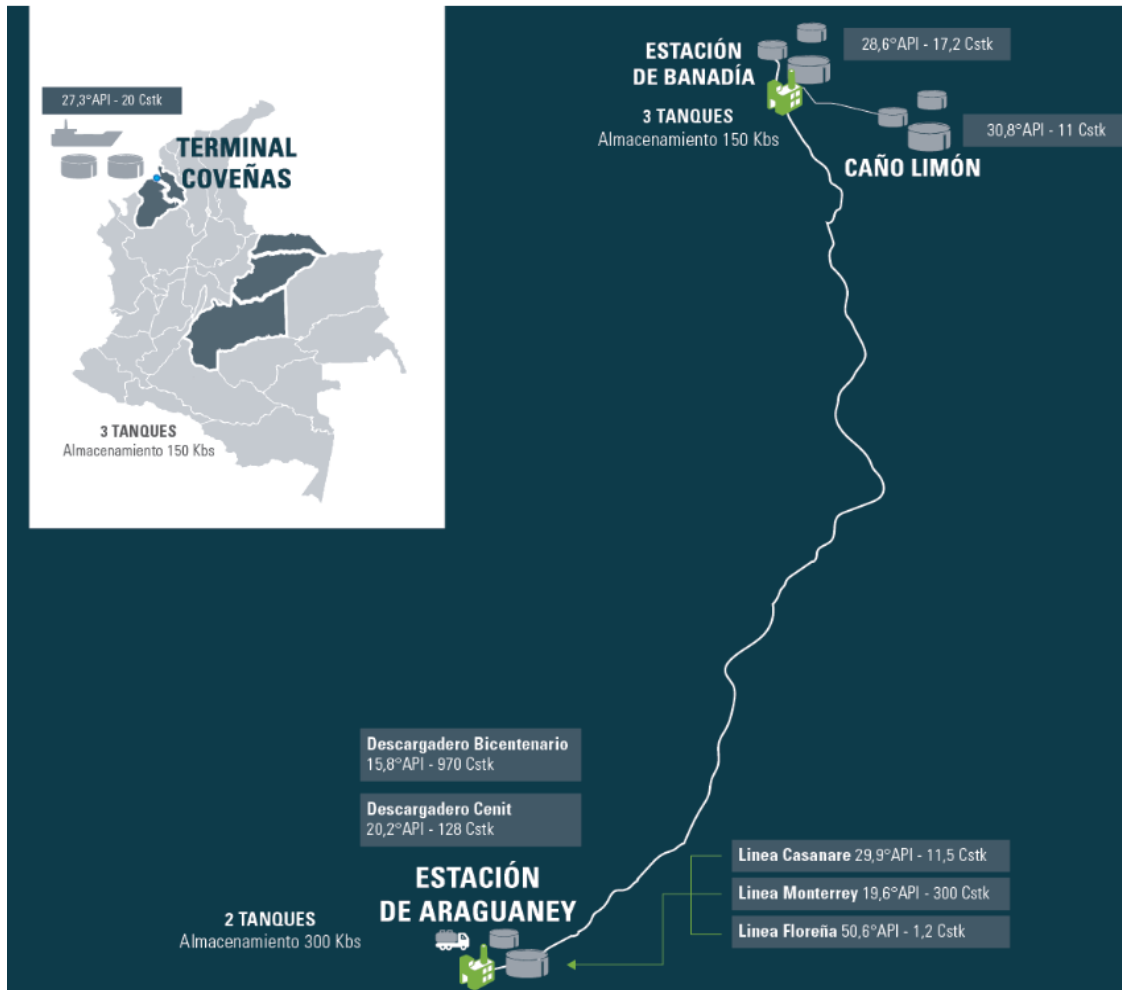 27,3°API - 20 Cstk
TERMINAL
COVEÑAS
3 TANQUES
Almacenamiento 150 Kbs
ESTACIÓN
DE BANADÍA
3 TANQUES
Almacenamiento 150 Kbs
28,6°API - 17,2 Cstk
30,8°API - 11 Cstk
CAÑO LIMÓN
Descargadero Bicentenario
15,8°API - 970 Cstk
Descargadero Cenit
20,2°API - 128 Cstk
ESTACIÓN
DE ARAGUANEY
2 TANQUES
Almacenamiento 300 Kbs
Linea Casanare 29,9°API - 11,5 Cstk
Linea Monterrey 19,6°API - 300 Cstk
Linea Floreña 50,6°API - 1,2 Cstk